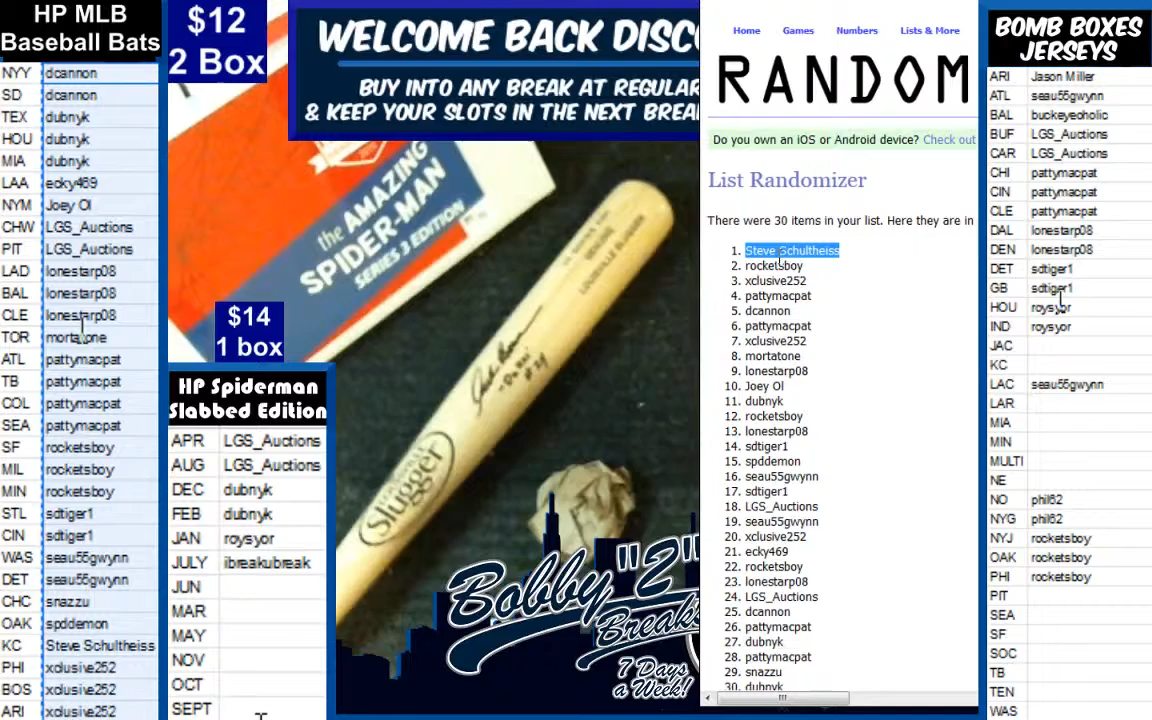 HP MLB
Baseball Bats
NYY dcannon
SD dcannon
TEX dubnyk
HOU dubnyk
MIA dubnyk
LAA ecky469
NYM Joey Ol
CHW LGS_Auctions
PIT LGS_Auctions
LAD lonestarp08
BAL lonestarp08
CLE lonestarp08
TOR mortatone
ATL pattymacpat
TB pattymacpat
COL pattymacpat
SEA pattymacpat
SF rocketsboy
MIL rocketsboy
MIN rocketsboy
STL sdtiger1
CIN sdtiger1
WAS seau55gwynn
DET seau55gwynn
CHC snazzu
OAK spddemon
KC Steve Schultheiss
PHI xclusive252
BOS xclusive252
ARI xclusive252
$12
2 Box
$14
1 box
HP Spiderman
Slabbed Edition
APR LGS_Auctions
AUG LGS_Auctions
DEC dubnyk
FEB dubnyk
JAN roysyor
JULY ibreakubreak
JUN
MAR
MAY
NOV
OCT
SEPT
WELCOME BACK DISC
BUY INTO ANY BREAK AT REGULAR
& KEEP YOUR SLOTS IN THE NEXT BREA
the AMAZING
SPIDER-MAN
SERIES 3 EDITION
Slugger
Bobby "2"
Breaks
7 Days
a Week!
Home Games Numbers Lists & More
RANDOM
Do you own an iOS or Android device? Check out
List Randomizer
There were 30 items in your list. Here they are in
1. Steve Schultheiss
2. rocketsboy
3. xclusive252
4. pattymacpat
5. dcannon
6. pattymacpat
7. xclusive252
8. mortatone
9. lonestarp08
10. Joey Ol
11. dubnyk
12. rocketsboy
13. lonestarp08
14. sdtiger1
15. spddemon
16. seau55gwynn
17. sdtiger1
18. LGS_Auctions
19. seau55gwynn
20. xclusive252
21. ecky469
22. rocketsboy
23. lonestarp08
24. LGS_Auctions
25. dcannon
26. pattymacpat
27. dubnyk
28. pattymacpat
29. snazzu
30. dubnyk
BOMB BOXES
JERSEYS
ARI Jason Miller
ATL seau55gwynn
BAL buckeyeoholic
BUF LGS_Auctions
CAR LGS_Auctions
CHI pattymacpat
CIN pattymacpat
CLE pattymacpat
DAL lonestarp08
DEN lonestarp08
DET sdtiger1
GB sdtiger1
HOU roysyor
IND roysyor
JAC
KC
LAC seau55gwynn
LAR
MIA
MIN
MULTI
NE
NO phil62
NYG phil62
NYJ rocketsboy
OAK rocketsboy
PHI rocketsboy
PIT
SEA
SF
SOC
TB
TEN
WAS